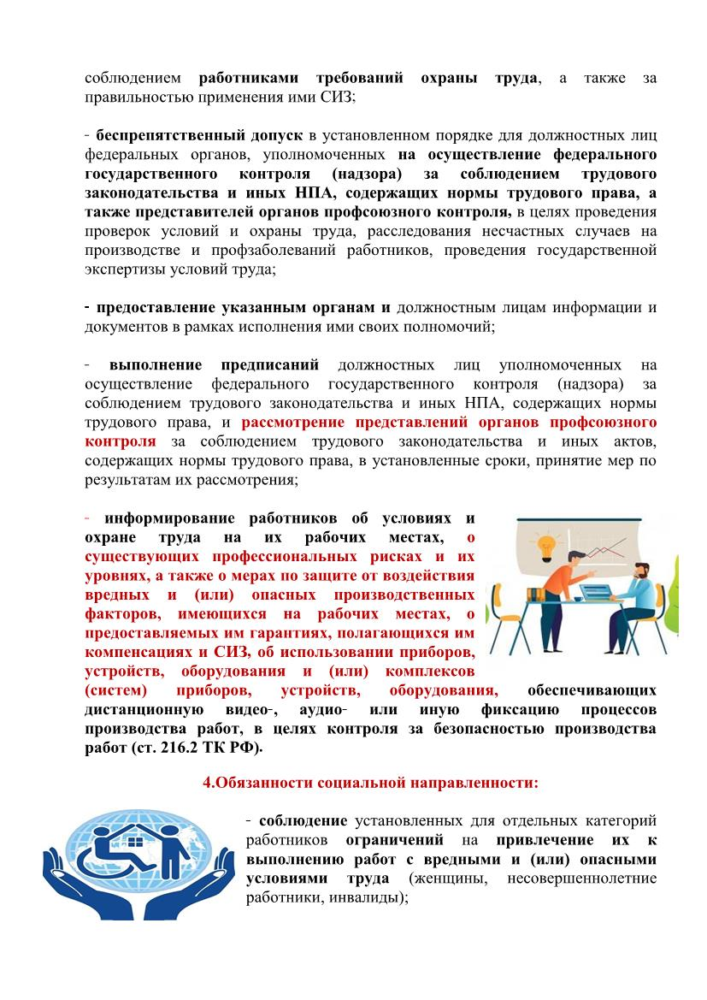 соблюдением работниками требований охраны труда, а также за
правильностью применения ими СИЗ;
- беспрепятственный допуск в установленном порядке для должностных лиц
федеральных органов, уполномоченных на осуществление федерального
государственного контроля (надзора) за соблюдением трудового
законодательства и иных НПА, содержащих нормы трудового права, а
также представителей органов профсоюзного контроля, в целях проведения
проверок условий и охраны труда, расследования несчастных случаев на
производстве и профзаболеваний работников, проведения государственной
экспертизы условий труда;
- предоставление указанным органам и должностным лицам информации и
документов в рамках исполнения ими своих полномочий;
- выполнение предписаний должностных лиц уполномоченных на
осуществление федерального государственного контроля (надзора) за
соблюдением трудового законодательства и иных НПА, содержащих нормы
трудового права, и рассмотрение представлений органов профсоюзного
контроля за соблюдением трудового законодательства и иных актов,
содержащих нормы трудового права, в установленные сроки, принятие мер по
результатам их рассмотрения;
- информирование работников об условиях и
охране труда на их рабочих местах, о
существующих профессиональных рисках и их
уровнях, а также о мерах по защите от воздействия
вредных и (или) опасных производственных
факторов, имеющихся на рабочих местах, о
предоставляемых им гарантиях, полагающихся им
компенсациях и СИЗ, об использовании приборов,
устройств, оборудования и (или) комплексов
(систем) приборов, устройств, оборудования, обеспечивающих
дистанционную видео-, аудио- или иную фиксацию процессов
производства работ, в целях контроля за безопасностью производства
работ (ст. 216.2 ТК РФ).
4.Обязанности социальной направленности:
- соблюдение установленных для отдельных категорий
работников ограничений на привлечение их к
выполнению работ с вредными и (или) опасными
условиями труда (женщины, несовершеннолетние
работники, инвалиды);